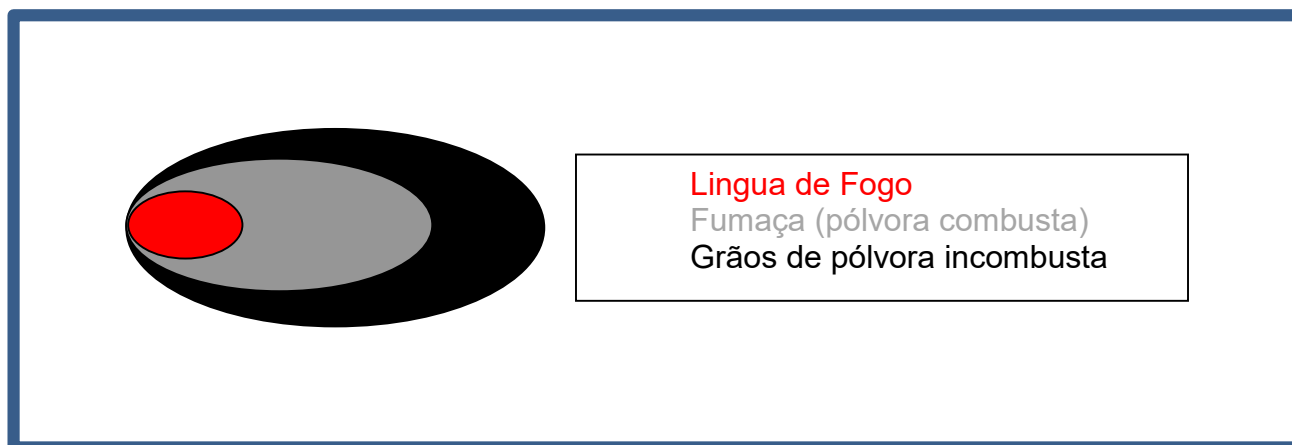 Lingua de Fogo
Fumaça (pólvora combusta)
Grãos de pólvora incombusta